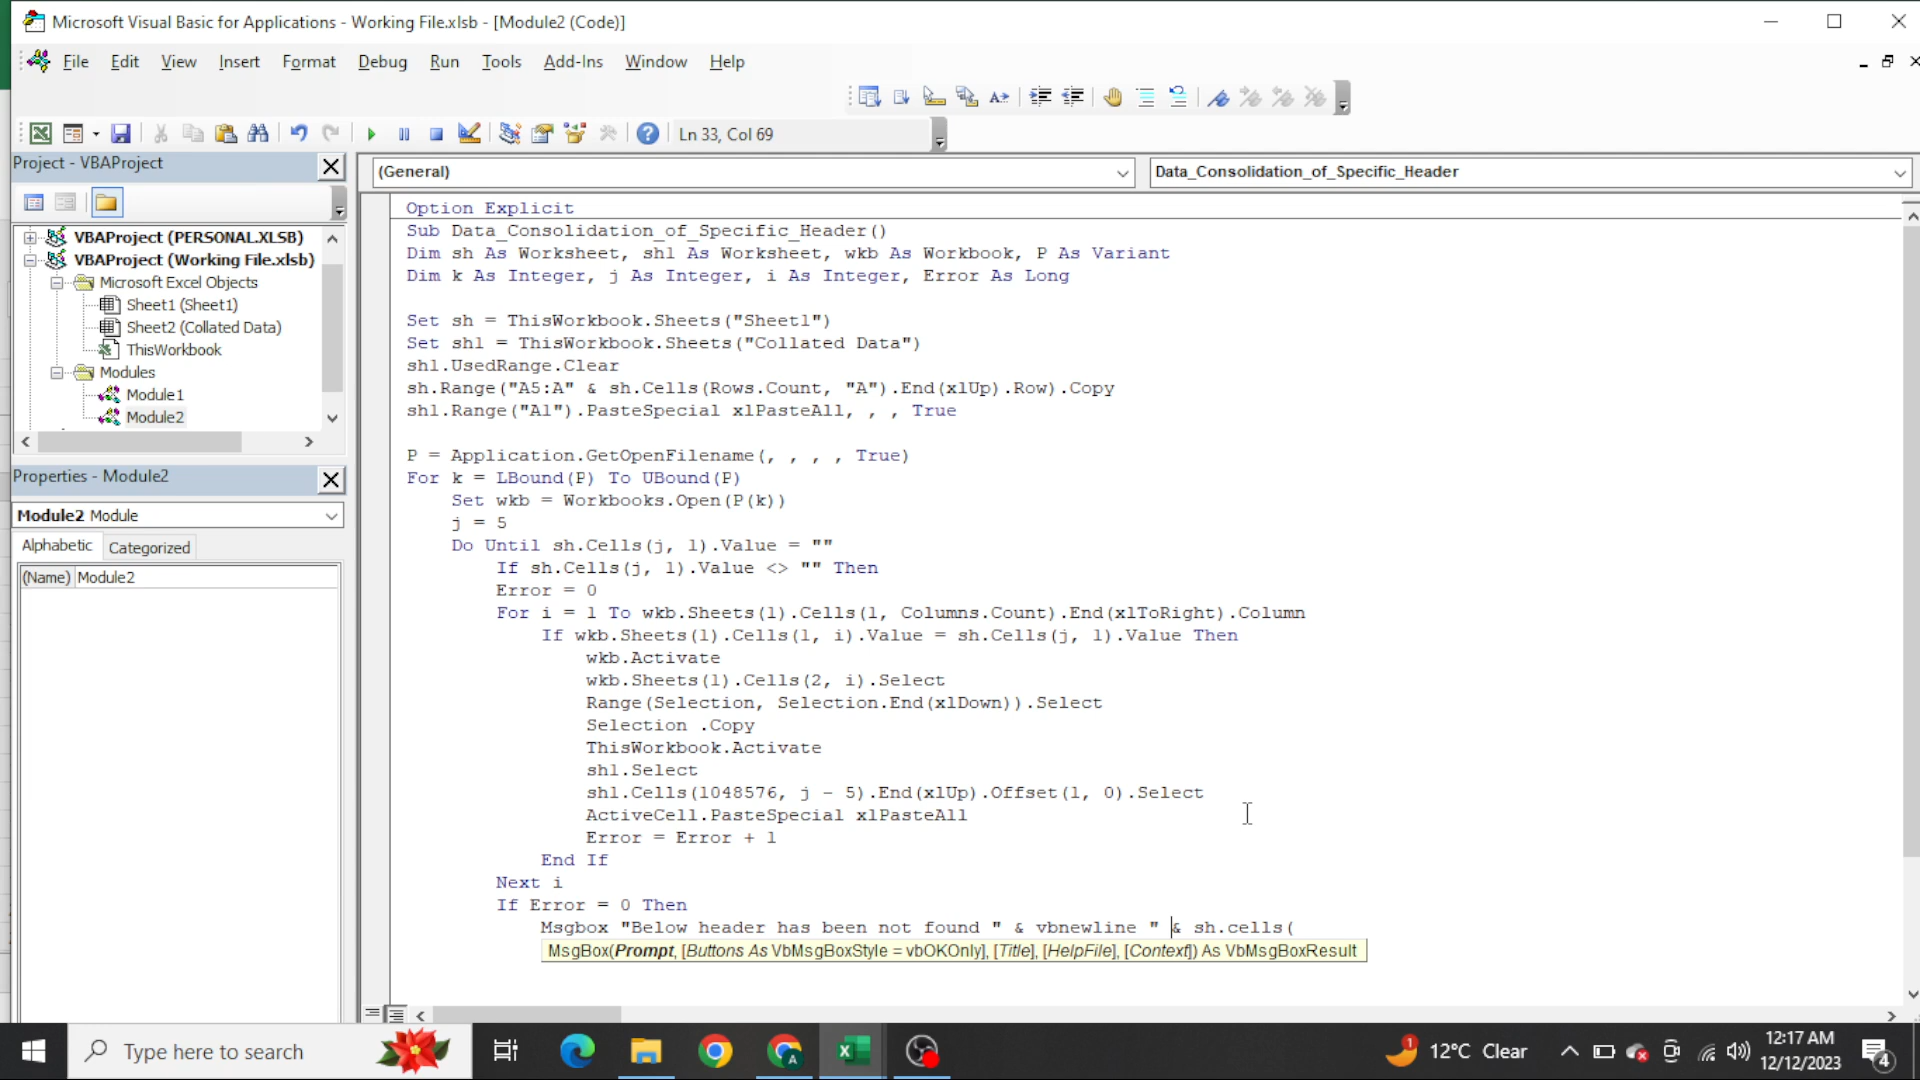 Microsoft Visual Basic for Applications - Working File.xlsb - [Module2 (Code)]
File Edit View Insert Format Debug Run Tools Add-Ins Window Help
Ln 33, Col 69
Project - VBAProject
(General)
Data_Consolidation_of_Specific_Header
VBAProject (PERSONAL.XLSB)
VBAProject (Working File.xlsb)
Microsoft Excel Objects
Sheet1 (Sheet1)
Sheet2 (Collated Data)
ThisWorkbook
Modules
Module1
Module2
Properties - Module2
Module2 Module
Alphabetic Categorized
(Name) Module2
Option Explicit
Sub Data_Consolidation_of_Specific_Header()
Dim sh As Worksheet, sh1 As Worksheet, wkb As Workbook, P As Variant
Dim k As Integer, j As Integer, i As Integer, Error As Long
Set sh = ThisWorkbook.Sheets("Sheet1")
Set sh1 = ThisWorkbook.Sheets("Collated Data")
sh1.UsedRange.Clear
sh.Range("A5:A" & sh.Cells(Rows.Count, "A").End(xlUp).Row).Copy
sh1.Range("A1").PasteSpecial xlPasteAll, , , True
P = Application.GetOpenFilename(, , , , True)
For k = LBound(P) To UBound(P)
Set wkb = Workbooks.Open(P(k))
j = 5
Do Until sh.Cells(j, 1).Value = ""
If sh.Cells(j, 1).Value <> "" Then
Error = 0
For i = 1 To wkb.Sheets(1).Cells(1, Columns.Count).End(xlToRight).Column
If wkb.Sheets(1).Cells(1, i).Value = sh.Cells(j, 1).Value Then
wkb.Activate
wkb.Sheets(1).Cells(2, i).Select
Range(Selection, Selection.End(xlDown)).Select
Selection .Copy
ThisWorkbook.Activate
sh1.Select
sh1.Cells(1048576, j - 5).End(xlUp).Offset(1, 0).Select
ActiveCell.PasteSpecial xlPasteAll
Error = Error + 1
End If
Next i
If Error = 0 Then
Msgbox "Below header has been not found " & vbnewline " & sh.cells(
MsgBox(Prompt, [Buttons As VbMsgBoxStyle = vbOKOnly], [Title], [HelpFile], [Context]) As VbMsgBoxResult
Type here to search
1
12°C Clear
12:17 AM
12/12/2023
4